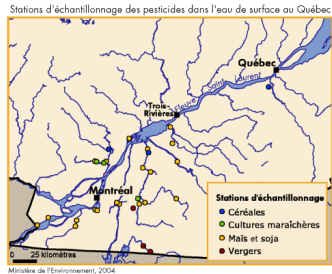 Stations d'échantillonnage des pesticides dans l'eau de surface au Québec
Québec
Fleuve Saint-Laurent
Trois-
Rivières
Montréal
Stations d'échantillonnage
Céréales
Cultures maraîchères
Maïs et soja
Vergers
0 25 kilomètres
Ministère de l'Environnement, 2004